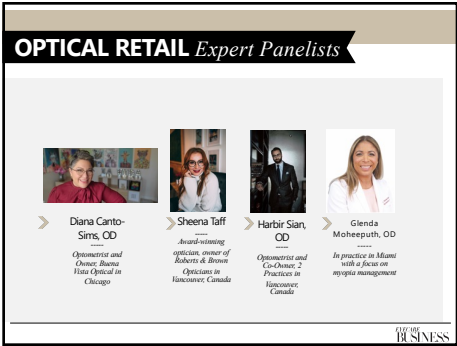 OPTICAL RETAIL Expert Panelists
Diana Canto-
Sims, OD
-----
Optometrist and
Owner, Buena
Vista Optical in
Chicago
Sheena Taff
-----
Award-winning
optician, owner of
Roberts & Brown
Opticians in
Vancouver, Canada
Harbir Sian,
OD
-----
Optometrist and
Co-Owner, 2
Practices in
Vancouver,
Canada
Glenda
Moheeputh, OD
-----
In practice in Miami
with a focus on
myopia management
EYECARE
BUSINESS